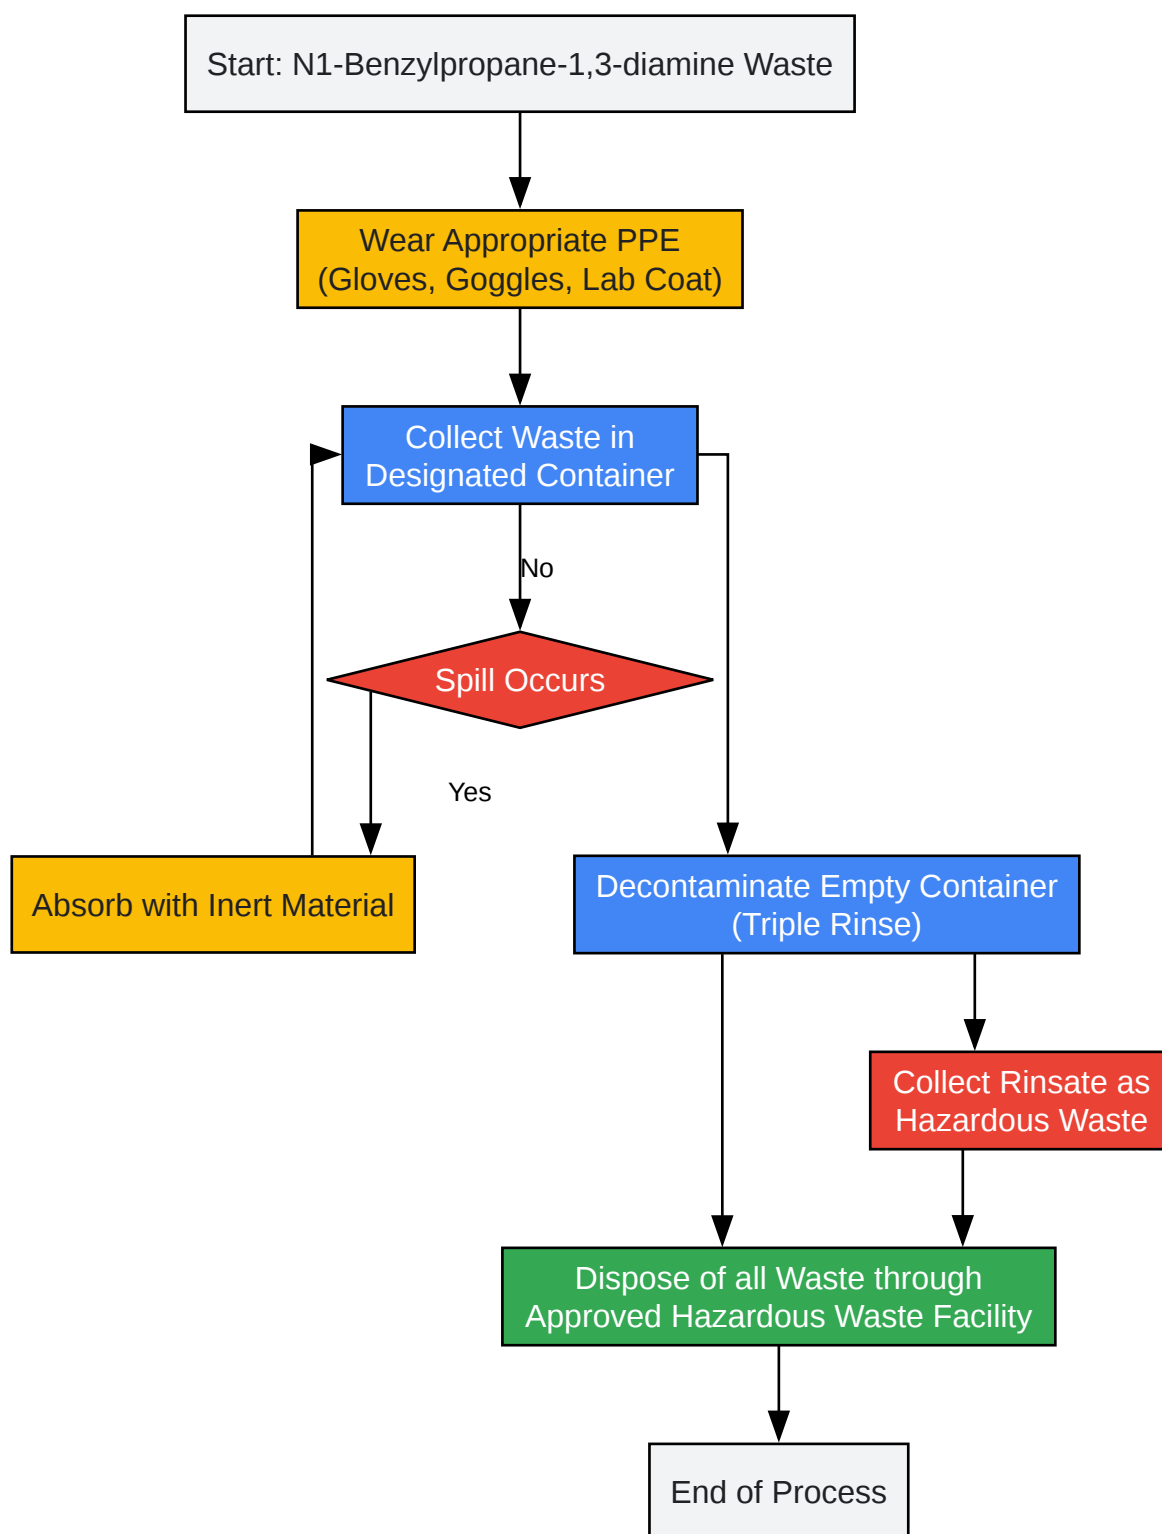 Start: N1-Benzylpropane-1,3-diamine Waste
Wear Appropriate PPE
(Gloves, Goggles, Lab Coat)
Collect Waste in
Designated Container
No
Spill Occurs
Yes
Absorb with Inert Material
Decontaminate Empty Container
(Triple Rinse)
Collect Rinsate as
Hazardous Waste
Dispose of all Waste through
Approved Hazardous Waste Facility
End of Process